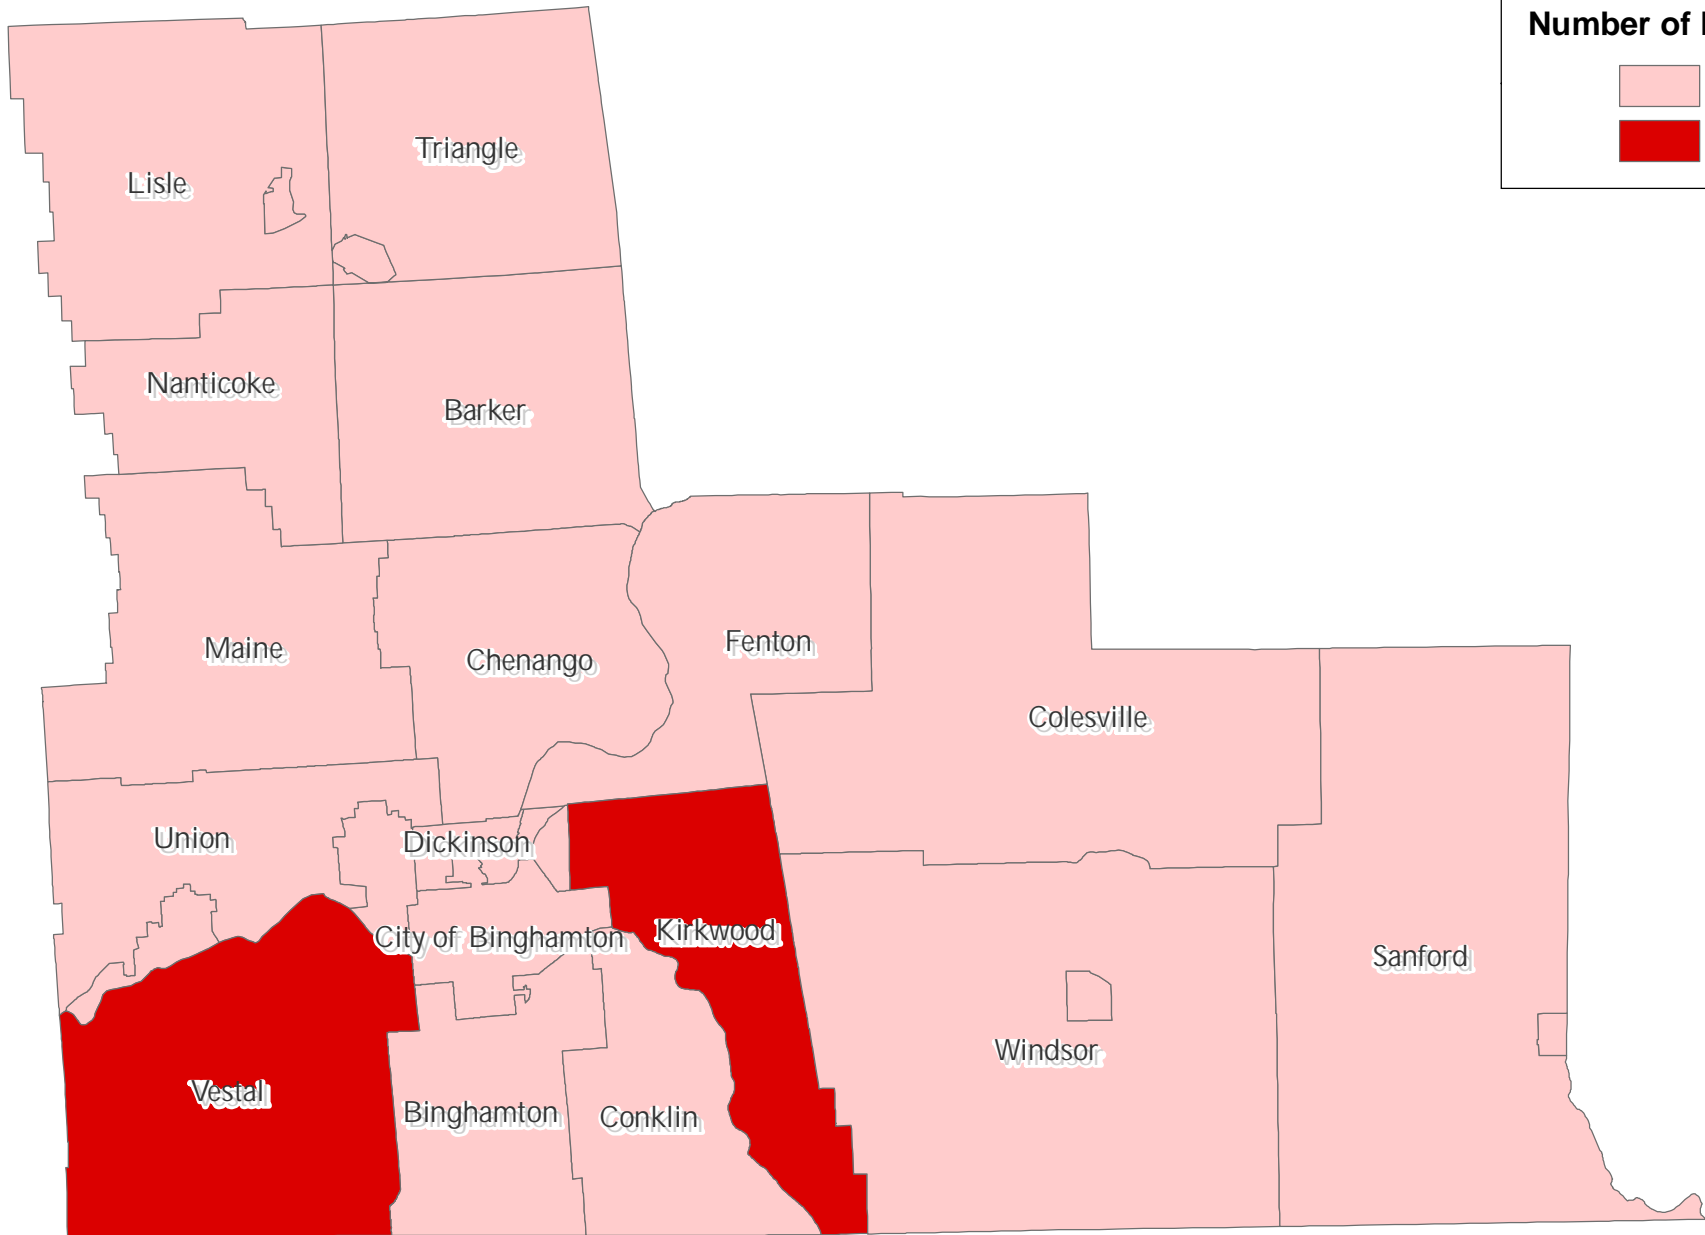 Number of
Triangle
Lisle
Nanticoke
Barker
Fenton
Maine
Chenango
Colesville
Union
Dickinson
Kirkwood
City of Binghamton
Sanford
Windsor
Vestal
Binghamton
Conklin